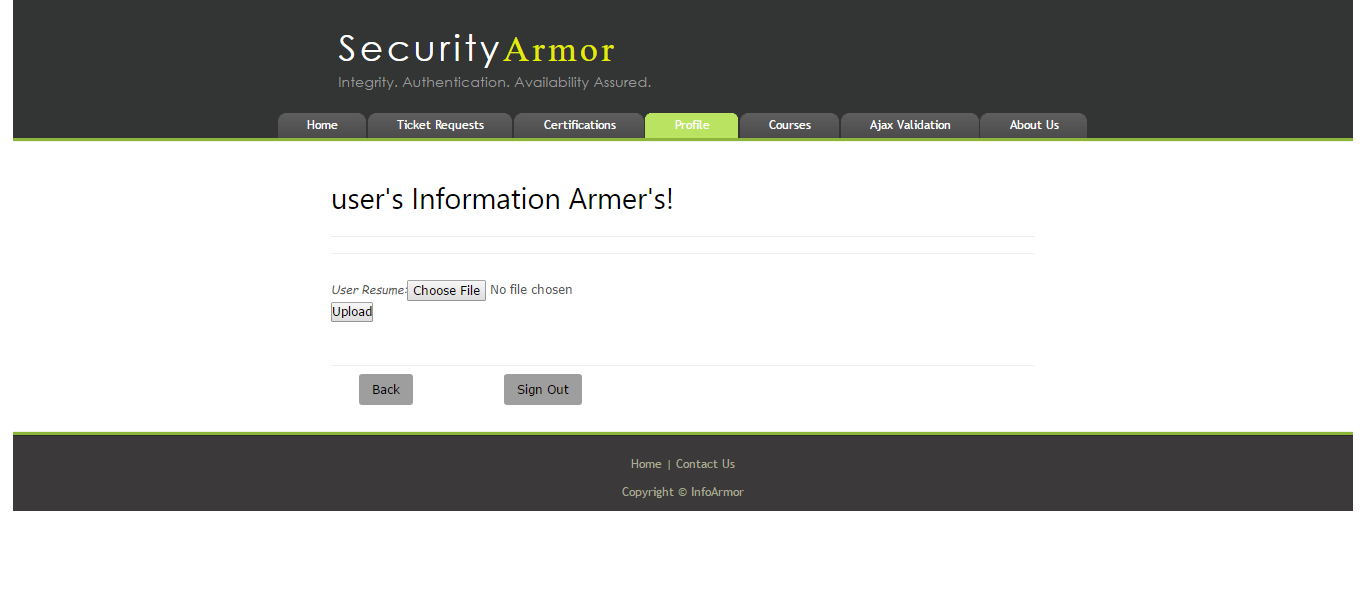 SecurityArmor
Integrity. Authentication. Availability Assured.
Home Ticket Requests Certifications Profile Courses Ajax Validation About Us
user's Information Armer's!
User Resume: Choose File No file chosen
Upload
Back Sign Out
Home | Contact Us
Copyright © InfoArmor